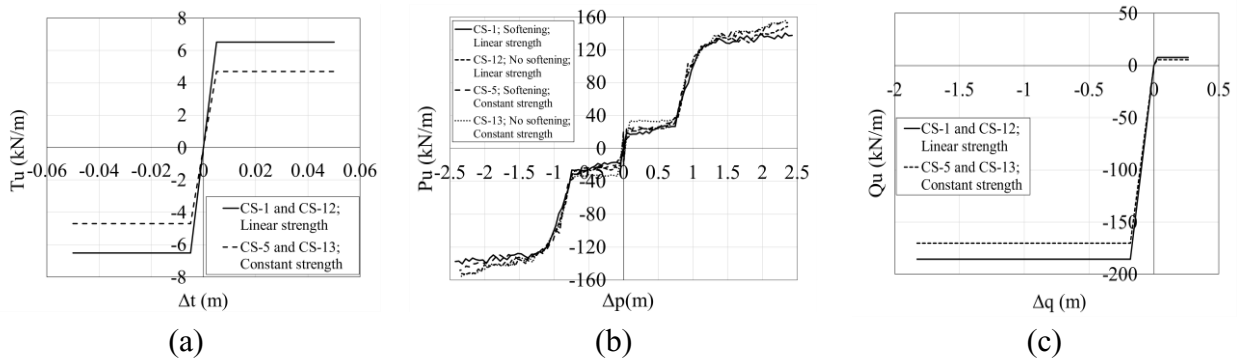 8
6
4
2
0
-2
-4
-6
-8
-0.06 -0.04 -0.02 0 0.02 0.04 0.06
Tu (kN/m)
Δt (m)
CS-1 and CS-12;
Linear strength
CS-5 and CS-13;
Constant strength
(a)
160
120
80
40
0
-40
-80
-120
-160
-2.5 -2 -1.5 -1 -0.5 0 0.5 1 1.5 2 2.5
Pu (kN/m)
Δp(m)
CS-1; Softening;
Linear strength
CS-12; No softening;
Linear strength
CS-5; Softening;
Constant strength
CS-13; No softening;
Constant strength
(b)
50
0
-50
-100
-150
-200
-2 -1.5 -1 -0.5 0 0.5
Qu (kN/m)
Δq (m)
CS-1 and CS-12;
Linear strength
CS-5 and CS-13;
Constant strength
(c)